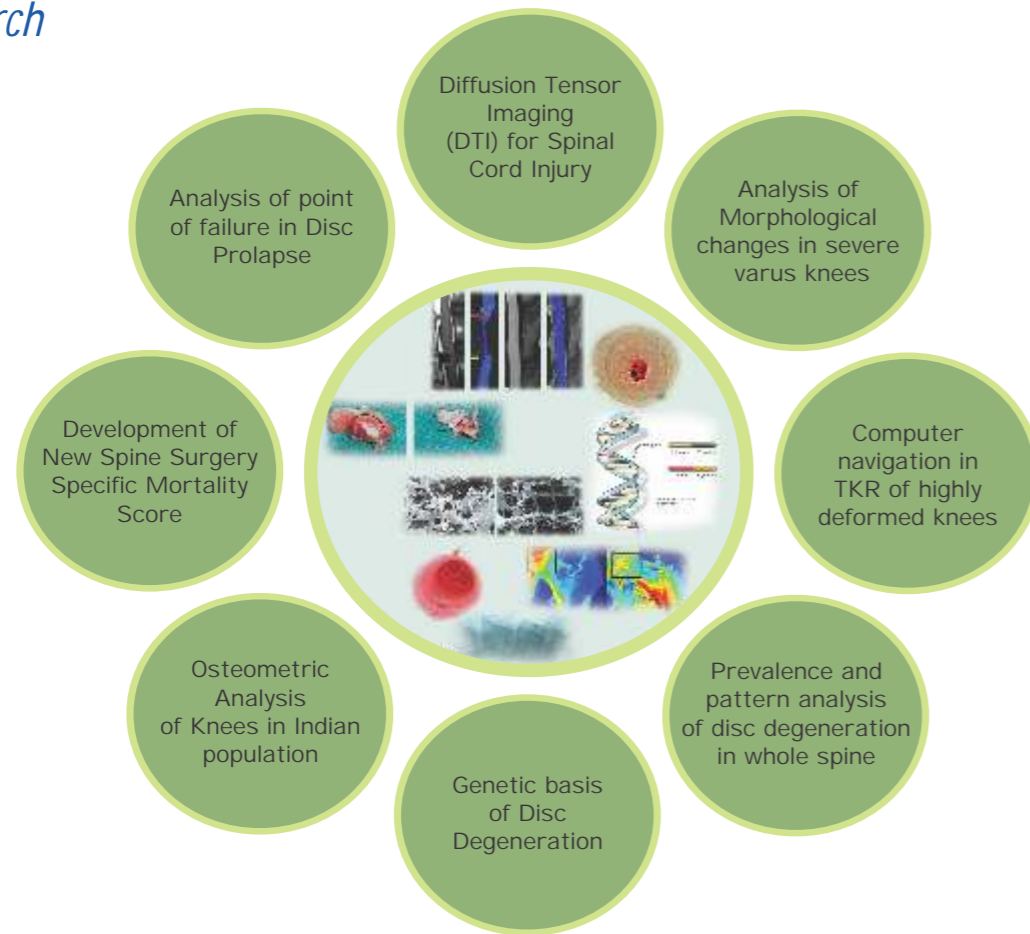 rch
Diffusion Tensor
Imaging
(DTI) for Spinal
Cord Injury
Analysis of
Morphological
changes in severe
varus knees
Computer
navigation in
TKR of highly
deformed knees
Prevalence and
pattern analysis
of disc degeneration
in whole spine
Genetic basis
of Disc
Degeneration
Osteometric
Analysis
of Knees in Indian
population
Development of
New Spine Surgery
Specific Mortality
Score
Analysis of point
of failure in Disc
Prolapse